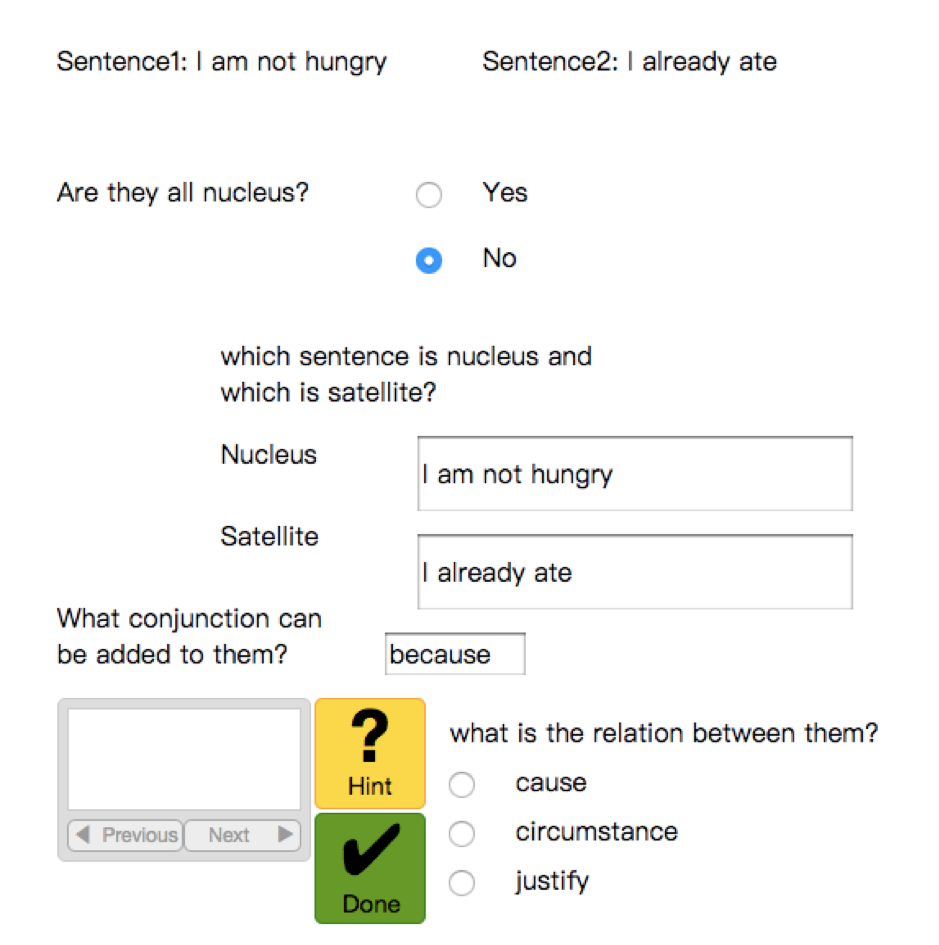 Sentence1: I am not hungry
Sentence2: I already ate
Are they all nucleus?
Yes
No
which sentence is nucleus and
which is satellite?
Nucleus
I am not hungry
Satellite
I already ate
What conjunction can
be added to them?
because
Previous
Next
?
Hint
Done
what is the relation between them?
cause
circumstance
justify